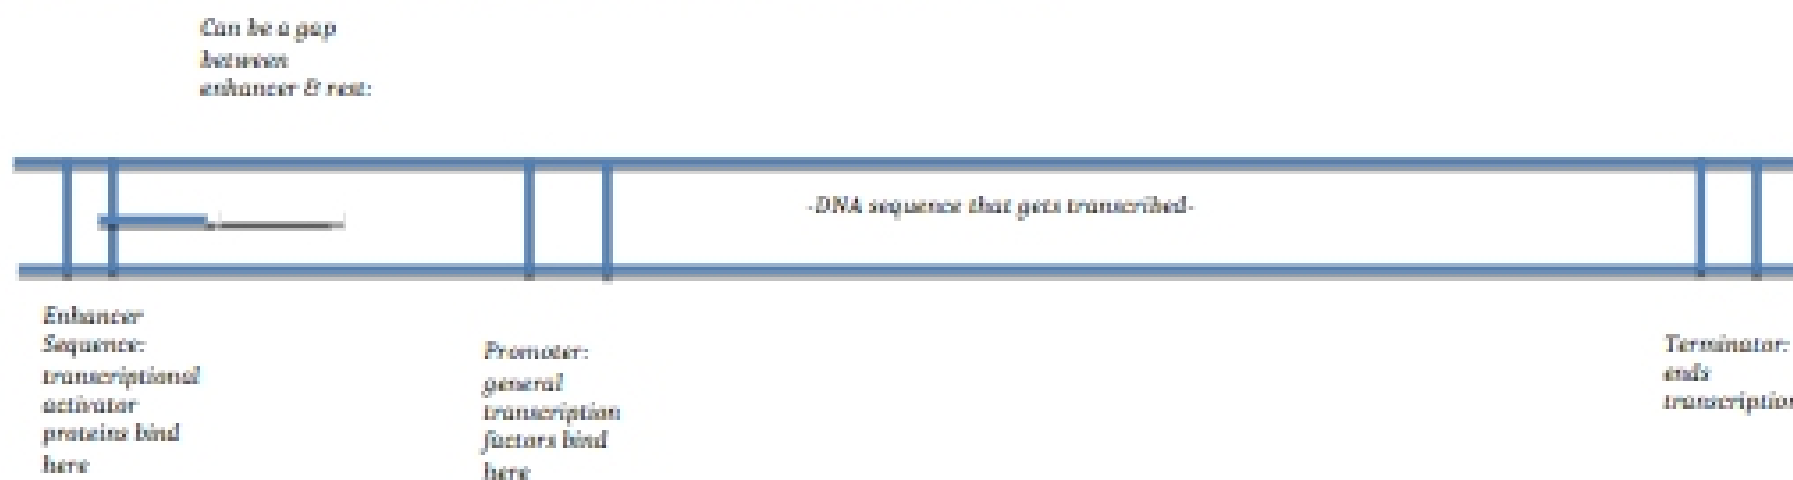 Can be a gap
between
enhancer & rest:
-DNA sequence that gets transcribed-
Enhancer
Sequence:
transcriptional
activator
proteins bind
here
Promoter:
general
transcription
factors bind
here
Terminator:
ends
transcription